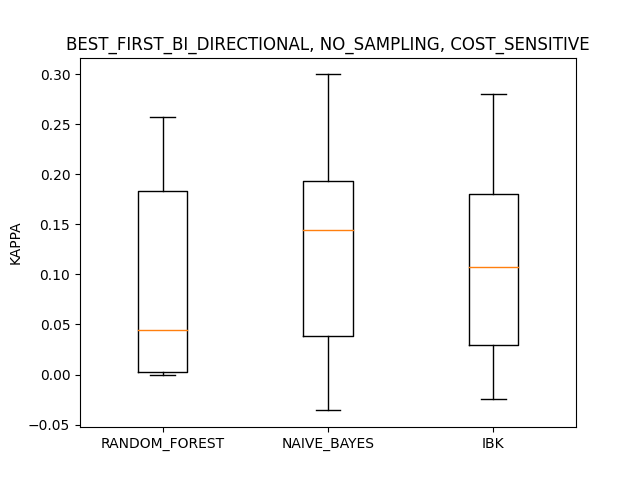 BEST_FIRST_BI_DIRECTIONAL, NO_SAMPLING, COST_SENSITIVE
KAPPA
0.30
0.25
0.20
0.15
0.10
0.05
0.00
−0.05
RANDOM_FOREST NAIVE_BAYES IBK